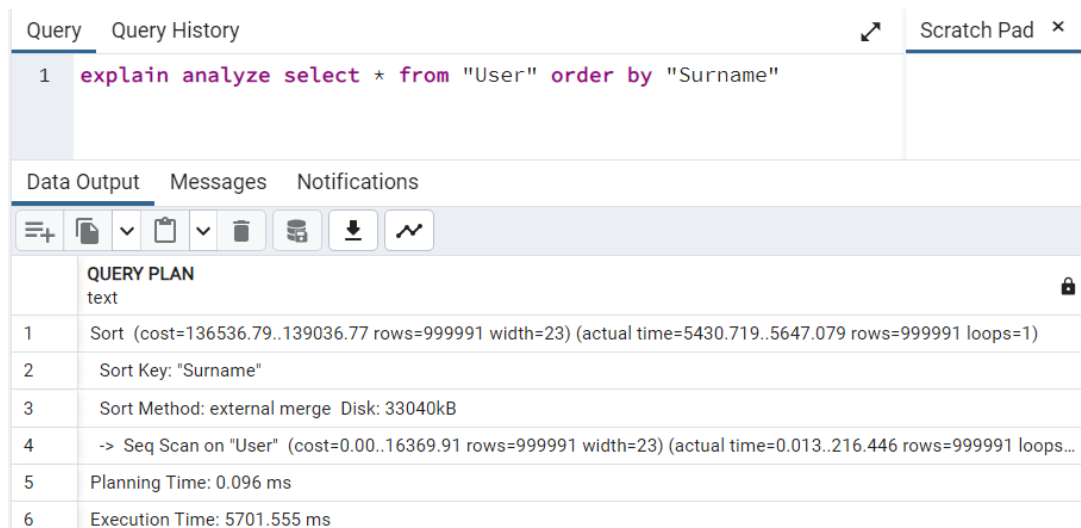 Query Query History Scratch Pad ×
1 explain analyze select * from "User" order by "Surname"
Data Output Messages Notifications
QUERY PLAN
text
1 Sort (cost=136536.79..139036.77 rows=999991 width=23) (actual time=5430.719..5647.079 rows=999991 loops=1)
2 Sort Key: "Surname"
3 Sort Method: external merge Disk: 33040kB
4 -> Seq Scan on "User" (cost=0.00..16369.91 rows=999991 width=23) (actual time=0.013..216.446 rows=999991 loops...
5 Planning Time: 0.096 ms
6 Execution Time: 5701.555 ms